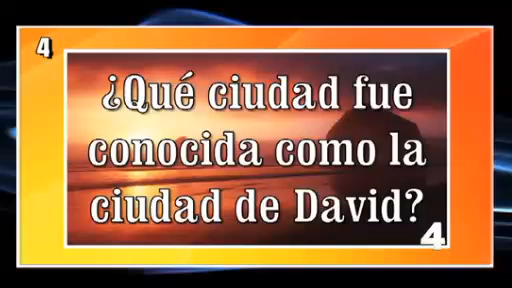 4
¿Qué ciudad fue
conocida como la
ciudad de David?
4